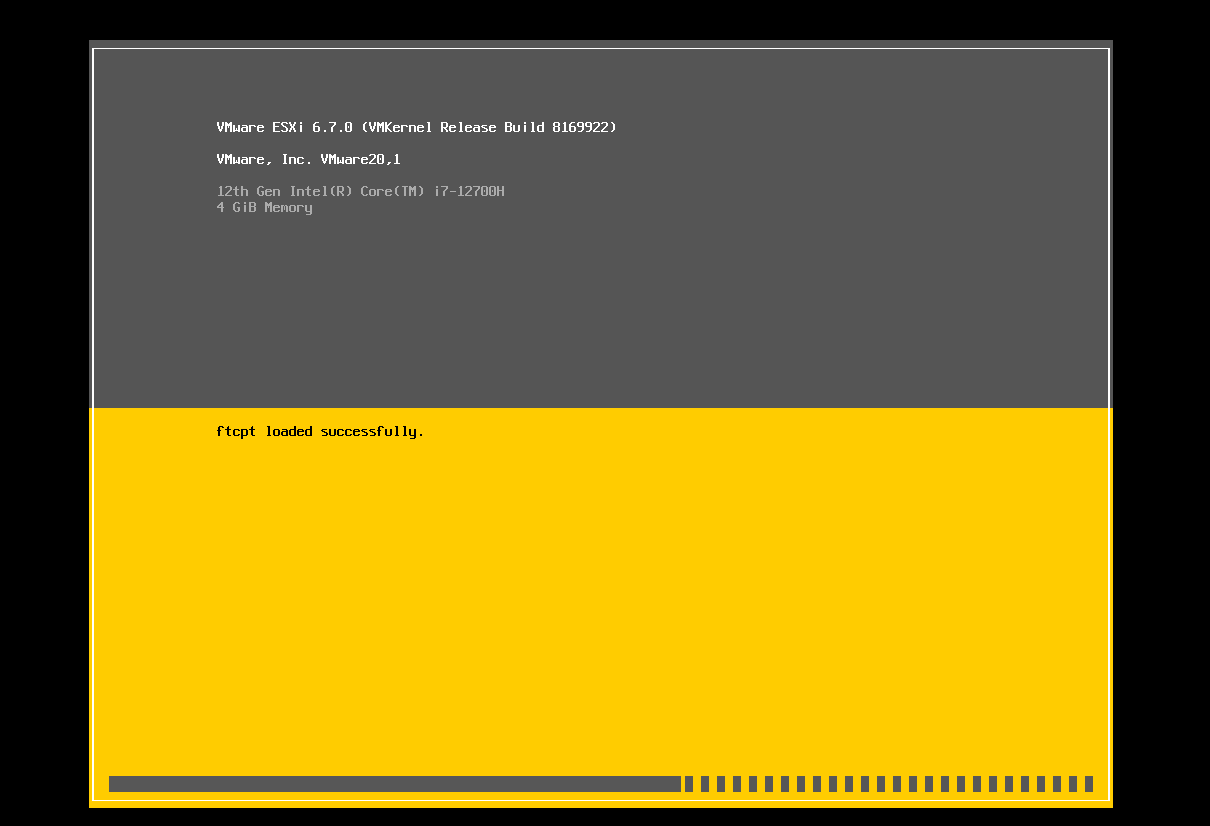 VMware ESXi 6.7.0 (VMKernel Release Build 8169922)
VMware, Inc. VMware20,1
12th Gen Intel(R) Core(TM) i7-12700H
4 GiB Memory
ftcpt loaded successfully.